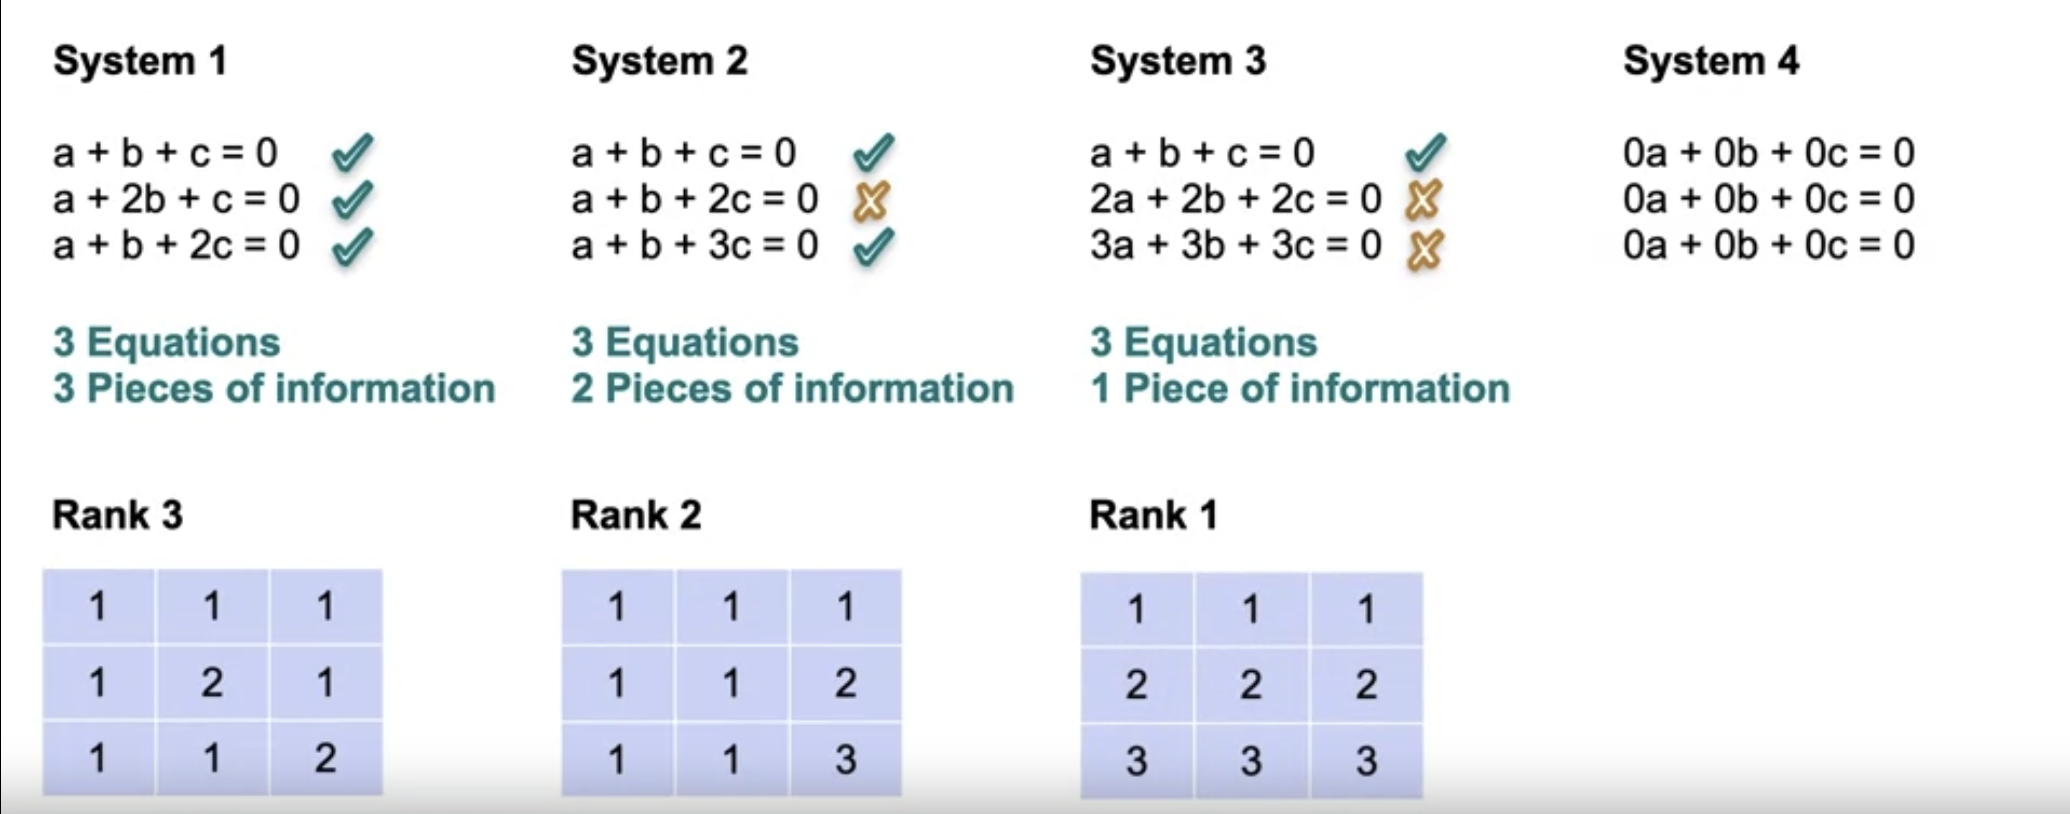 System 1
a + b + c = 0
a + 2b + c = 0
a + b + 2c = 0
3 Equations
3 Pieces of information
Rank 3
1 1 1
1 2 1
1 1 2
System 2
a + b + c = 0
a + b + 2c = 0
a + b + 3c = 0
3 Equations
2 Pieces of information
Rank 2
1 1 1
1 1 2
1 1 3
System 3
a + b + c = 0
2a + 2b + 2c = 0
3a + 3b + 3c = 0
3 Equations
1 Piece of information
Rank 1
1 1 1
2 2 2
3 3 3
System 4
0a + 0b + 0c = 0
0a + 0b + 0c = 0
0a + 0b + 0c = 0